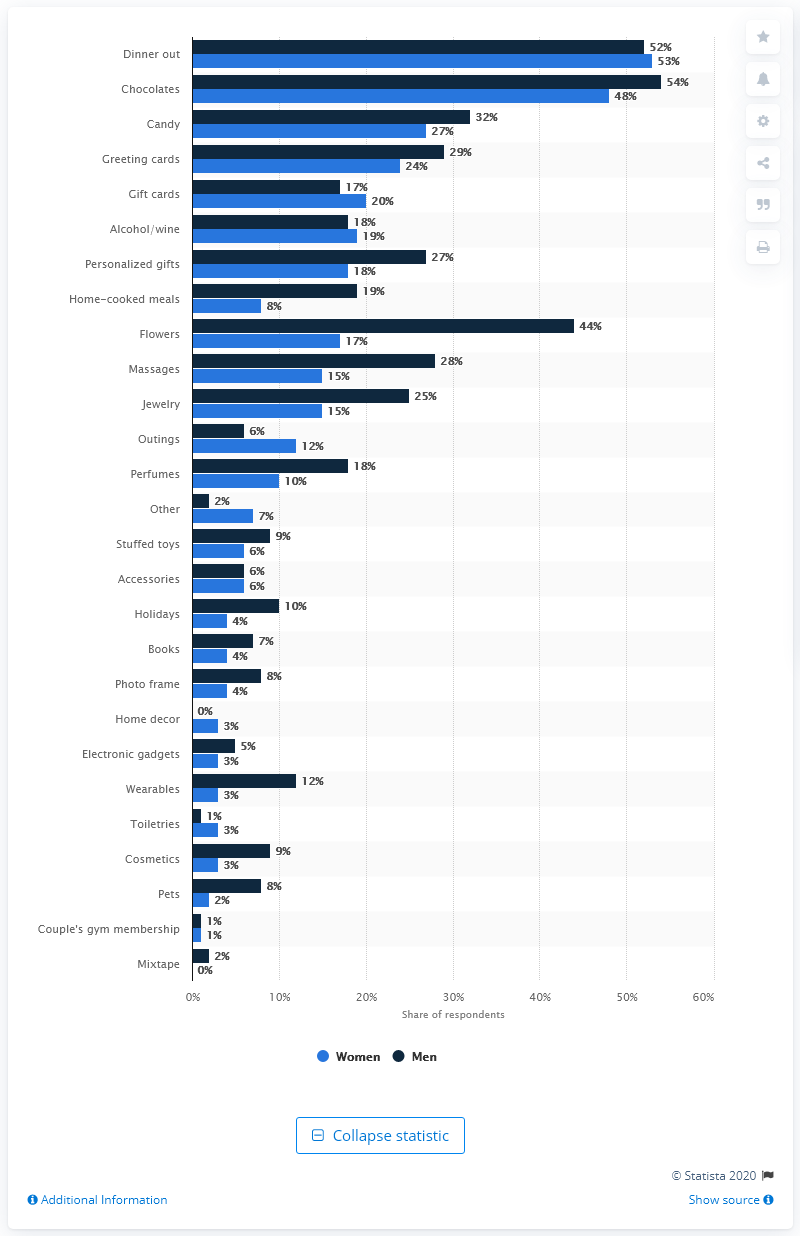 Dinner out
52%
53%
Chocolates
54%
48%
Candy
32%
27%
Greeting cards
29%
24%
Gift cards
17%
20%
Alcohol/wine
18%
19%
Personalized gifts
27%
18%
Home-cooked meals
19%
8%
Flowers
44%
17%
Massages
28%
15%
Jewelry
25%
15%
Outings
6%
12%
Perfumes
18%
10%
Other
2%
7%
Stuffed toys
9%
6%
Accessories
6%
6%
Holidays
10%
4%
Books
7%
4%
Photo frame
8%
4%
Home decor
0%
3%
Electronic gadgets
5%
3%
Wearables
12%
3%
Toiletries
1%
3%
Cosmetics
9%
3%
Pets
8%
2%
Couple's gym membership
1%
1%
Mixtape
2%
0%
0% 10% 20% 30% 40% 50% 60%
Share of respondents
Women Men
Collapse statistic
© Statista 2020
Additional Information Show source